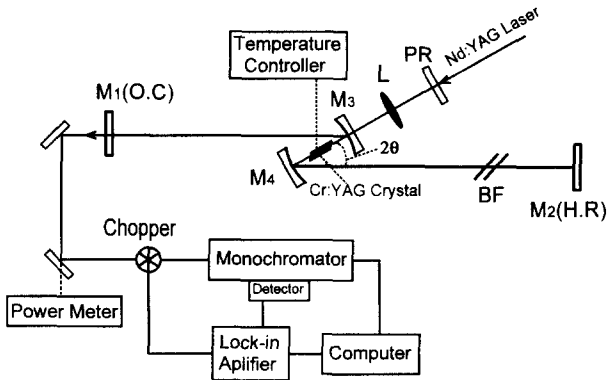 Temperature
Controller
PR
Nd:YAG Laser
L
M1(O.C)
M3
2θ
M4
Cr:YAG Crystal
BF
M2(H.R)
Chopper
Monochromator
Detector
Power Meter
Lock-in
Aplifier
Computer